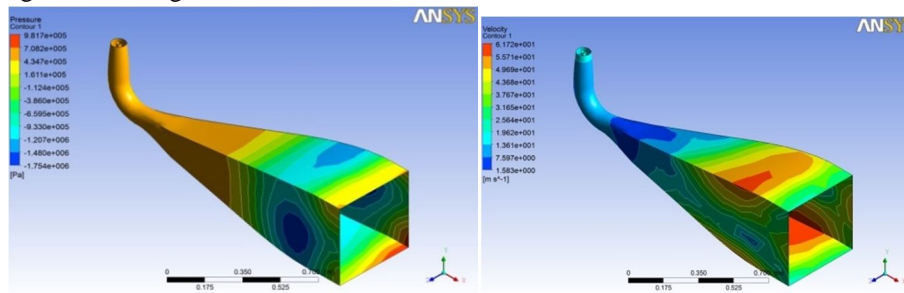 ANSYS
Pressure
Contour 1
9.817e+005
7.082e+005
4.347e+005
1.611e+005
-1.124e+005
-3.860e+005
-6.595e+005
-9.330e+005
-1.207e+006
-1.480e+006
-1.754e+006
[Pa]
0
0.350
0.175
0.525
ANSYS
Velocity
Contour 1
6.172e+001
5.571e+001
4.969e+001
4.368e+001
3.767e+001
3.165e+001
2.564e+001
1.962e+001
1.361e+001
7.597e+000
1.583e+000
[m s^-1]
0
0.350
0.175
0.525